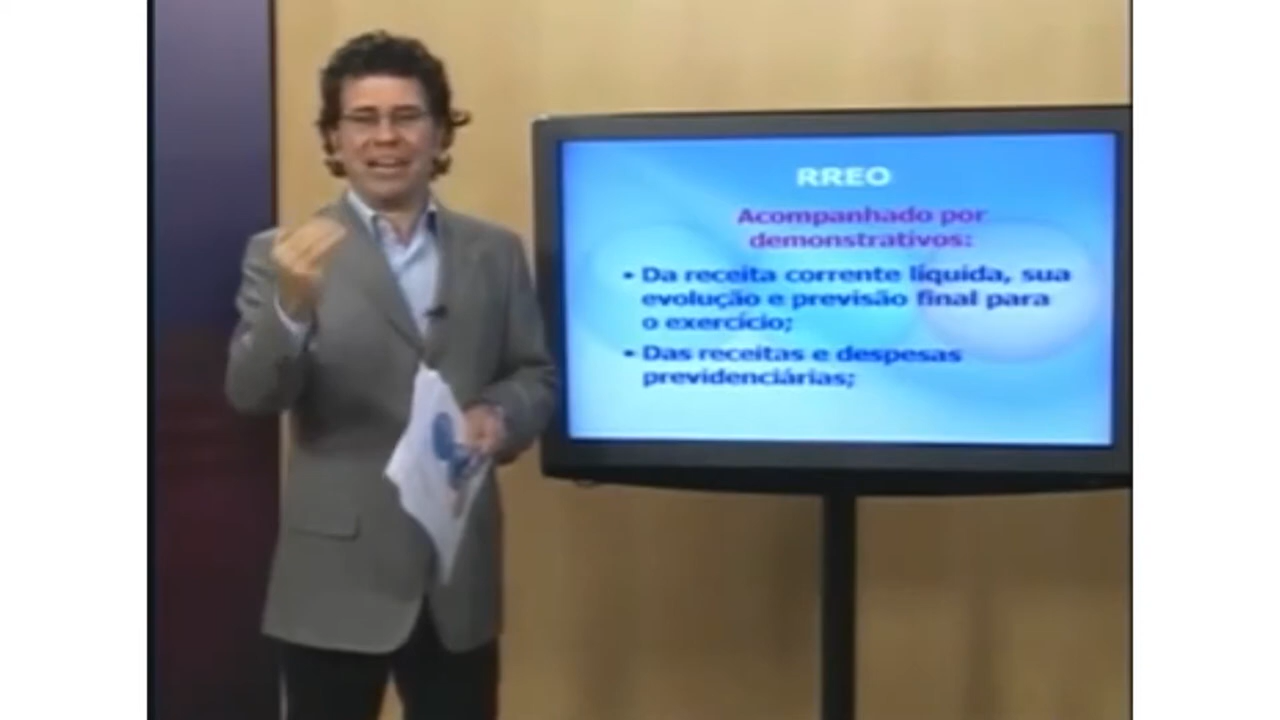 RREO
Acompanhado por
demonstrativos:
• Da receita corrente líquida, sua
evolução e previsão final para
o exercício;
• Das receitas e despesas
previdenciárias;